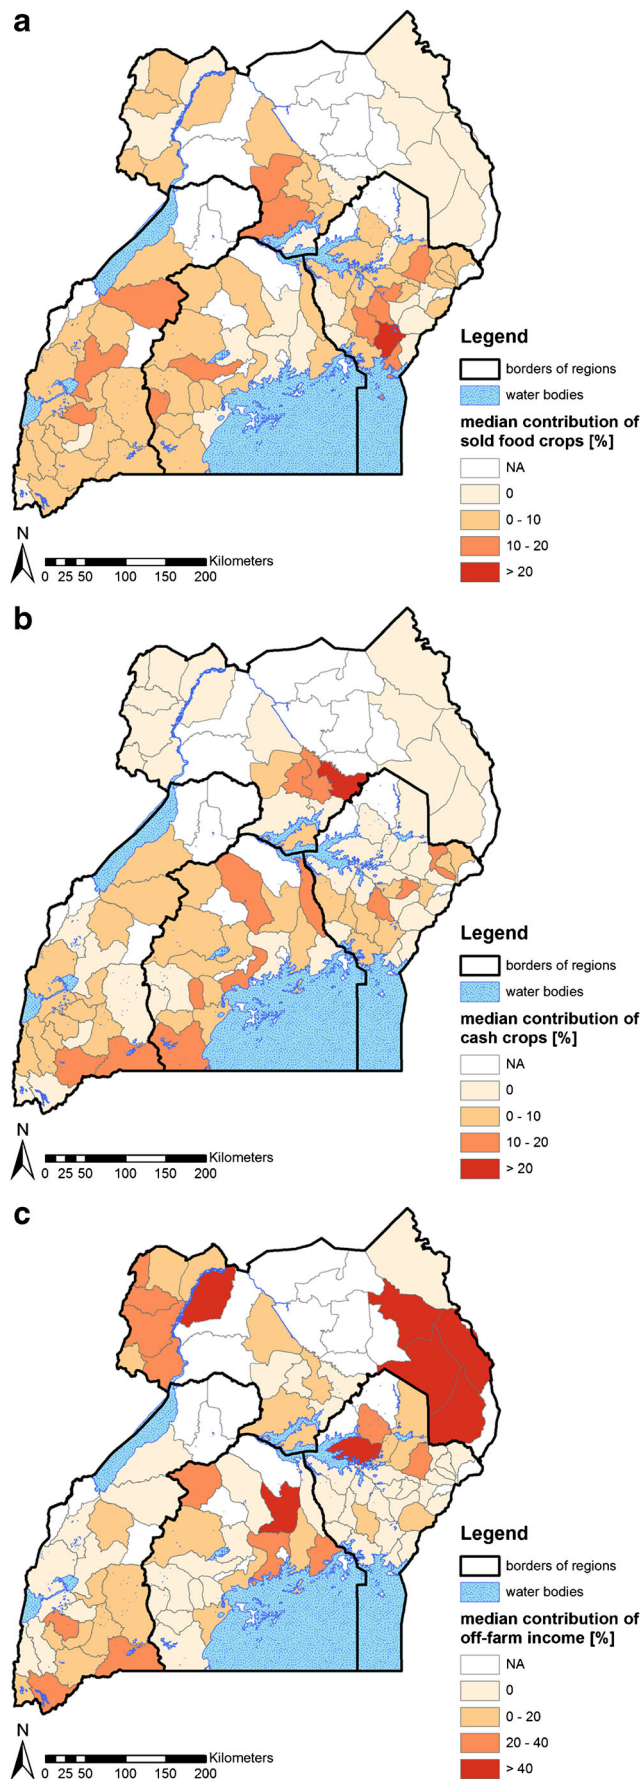 a
Legend
borders of regions
water bodies
median contribution of
sold food crops [%]
NA
0
0 - 10
10 - 20
> 20
N
Kilometers
0 25 50 100 150 200
b
Legend
borders of regions
water bodies
median contribution of
cash crops [%]
NA
0
0 - 10
10 - 20
> 20
N
Kilometers
0 25 50 100 150 200
c
Legend
borders of regions
water bodies
median contribution of
off-farm income [%]
NA
0
0 - 20
20 - 40
> 40
N
Kilometers
0 25 50 100 150 200